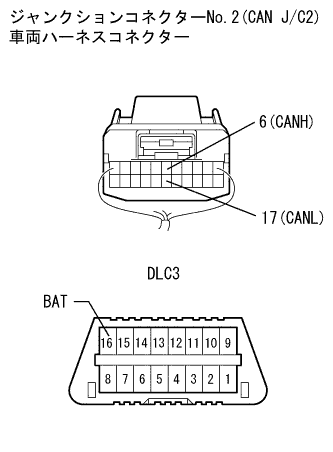 ジャンクションコネクターNo.2(CAN J/C2)
車両ハーネスコネクター
6(CANH)
17(CANL)
DLC3
BAT
16 15 14 13 12 11 10 9
8 7 6 5 4 3 2 1